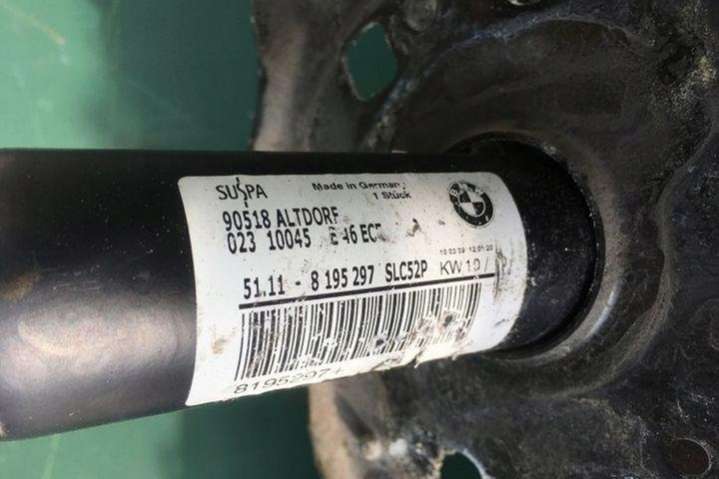 SUSPA
Made in Germany
1 Stück
90518 ALTDORF
BMW
023 10045 E46
51.11 - 8 195 297 SLC52P KW 10 /
8195297+